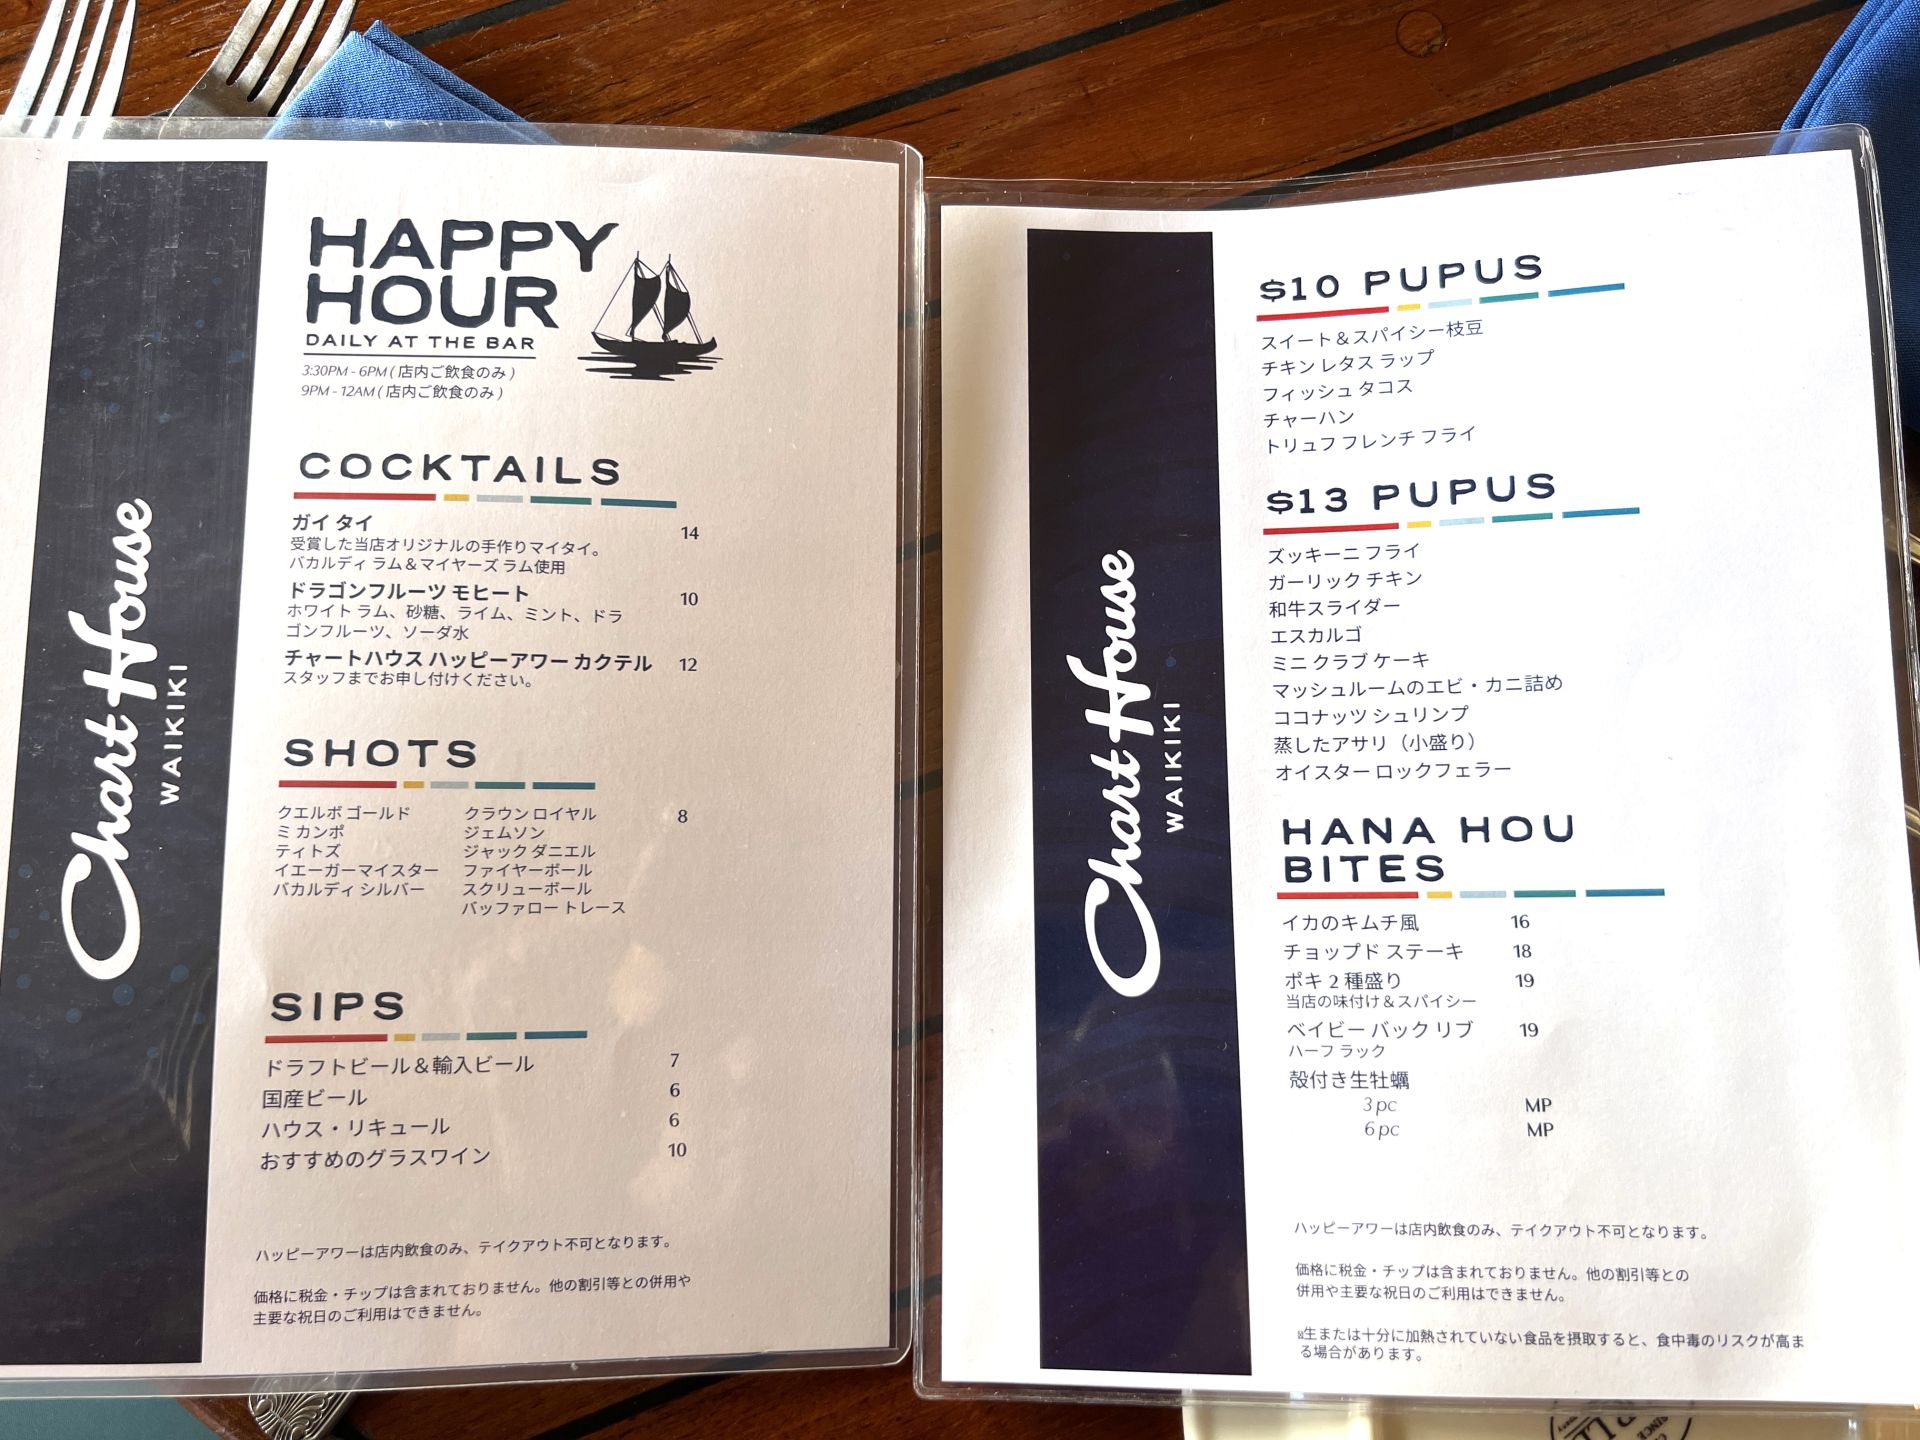 Chart House
WAIKIKI
HAPPY
HOUR
DAILY AT THE BAR
3:30PM - 6PM ( 店内ご飲食のみ )
9PM - 12AM ( 店内ご飲食のみ )
COCKTAILS
ガイ タイ 14
受賞した当店オリジナルの手作りマイタイ。
バカルディ ラム＆マイヤーズ ラム使用
ドラゴンフルーツ モヒート 10
ホワイト ラム、砂糖、ライム、ミント、ドラ
ゴンフルーツ、ソーダ水
チャートハウス ハッピーアワー カクテル 12
スタッフまでお申し付けください。
SHOTS
クエルボ ゴールド クラウン ロイヤル 8
ミ カンポ ジェムソン
ティトズ ジャック ダニエル
イエーガーマイスター ファイヤーボール
バカルディ シルバー スクリューボール
バッファロー トレース
SIPS
ドラフトビール＆輸入ビール 7
国産ビール 6
ハウス・リキュール 6
おすすめのグラスワイン 10
ハッピーアワーは店内飲食のみ、テイクアウト不可となります。
価格に税金・チップは含まれておりません。他の割引等との併用や
主要な祝日のご利用はできません。
Chart House
WAIKIKI
$10 PUPUS
スイート＆スパイシー枝豆
チキン レタス ラップ
フィッシュ タコス
チャーハン
トリュフ フレンチ フライ
$13 PUPUS
ズッキーニ フライ
ガーリック チキン
和牛スライダー
エスカルゴ
ミニ クラブ ケーキ
マッシュルームのエビ・カニ詰め
ココナッツ シュリンプ
蒸したアサリ（小盛り）
オイスター ロックフェラー
HANA HOU
BITES
イカのキムチ風 16
チョップド ステーキ 18
ポキ 2 種盛り 19
当店の味付け＆スパイシー
ベイビー バック リブ 19
ハーフ ラック
殻付き生牡蠣
3 pc MP
6 pc MP
ハッピーアワーは店内飲食のみ、テイクアウト不可となります。
価格に税金・チップは含まれておりません。他の割引等との
併用や主要な祝日のご利用はできません。
生または十分に加熱されていない食品を摂取すると、食中毒のリスクが高ま
る場合があります。